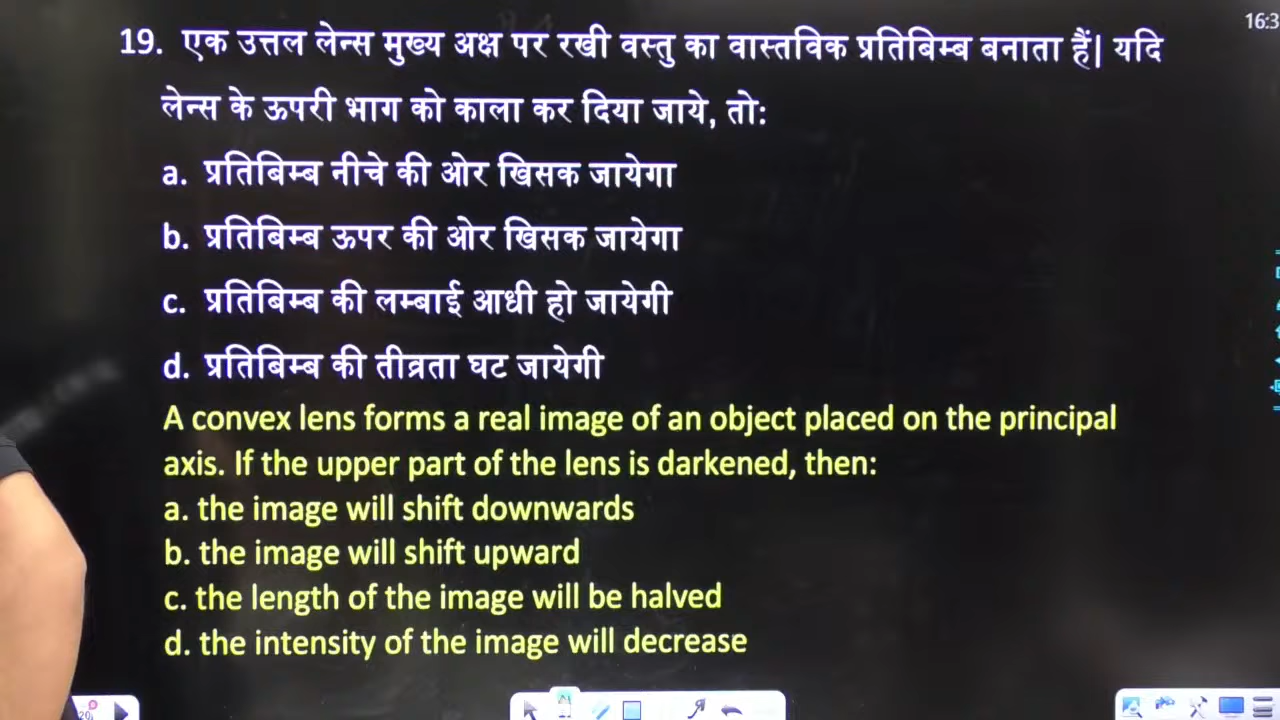 16:3
19. एक उत्तल लेन्स मुख्य अक्ष पर रखी वस्तु का वास्तविक प्रतिबिम्ब बनाता हैं| यदि
लेन्स के ऊपरी भाग को काला कर दिया जाये, तो:
a. प्रतिबिम्ब नीचे की ओर खिसक जायेगा
b. प्रतिबिम्ब ऊपर की ओर खिसक जायेगा
c. प्रतिबिम्ब की लम्बाई आधी हो जायेगी
d. प्रतिबिम्ब की तीव्रता घट जायेगी
A convex lens forms a real image of an object placed on the principal
axis. If the upper part of the lens is darkened, then:
a. the image will shift downwards
b. the image will shift upward
c. the length of the image will be halved
d. the intensity of the image will decrease